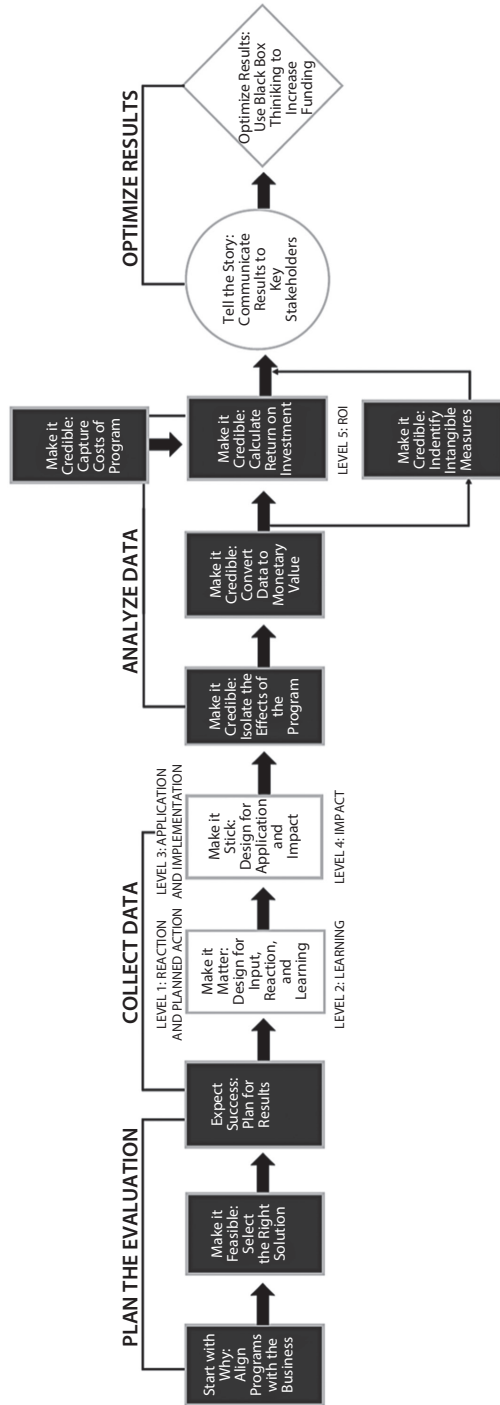 PLAN THE EVALUATION
Start with
Why:
Align
Programs
with the
Business
Make it
Feasible:
Select
the Right
Solution
Expect
Success:
Plan for
Results
COLLECT DATA
LEVEL 1: REACTION
AND PLANNED ACTION
Make it
Matter:
Design for
Input,
Reaction,
and
Learning
LEVEL 2: LEARNING
LEVEL 3: APPLICATION
AND IMPLEMENTATION
Make it
Stick:
Design for
Application
and
Impact
LEVEL 4: IMPACT
ANALYZE DATA
Make it
Credible:
Isolate the
Effects of
the
Program
Make it
Credible:
Convert
Data to
Monetary
Value
Make it
Credible:
Capture
Costs of
Program
Make it
Credible:
Calculate
Return on
Investment
LEVEL 5: ROI
Make it
Credible:
Indentify
Intangible
Measures
OPTIMIZE RESULTS
Tell the Story:
Communicate
Results to
Key
Stakeholders
Optimize Results:
Use Black Box
Thiniking to
Increase
Funding